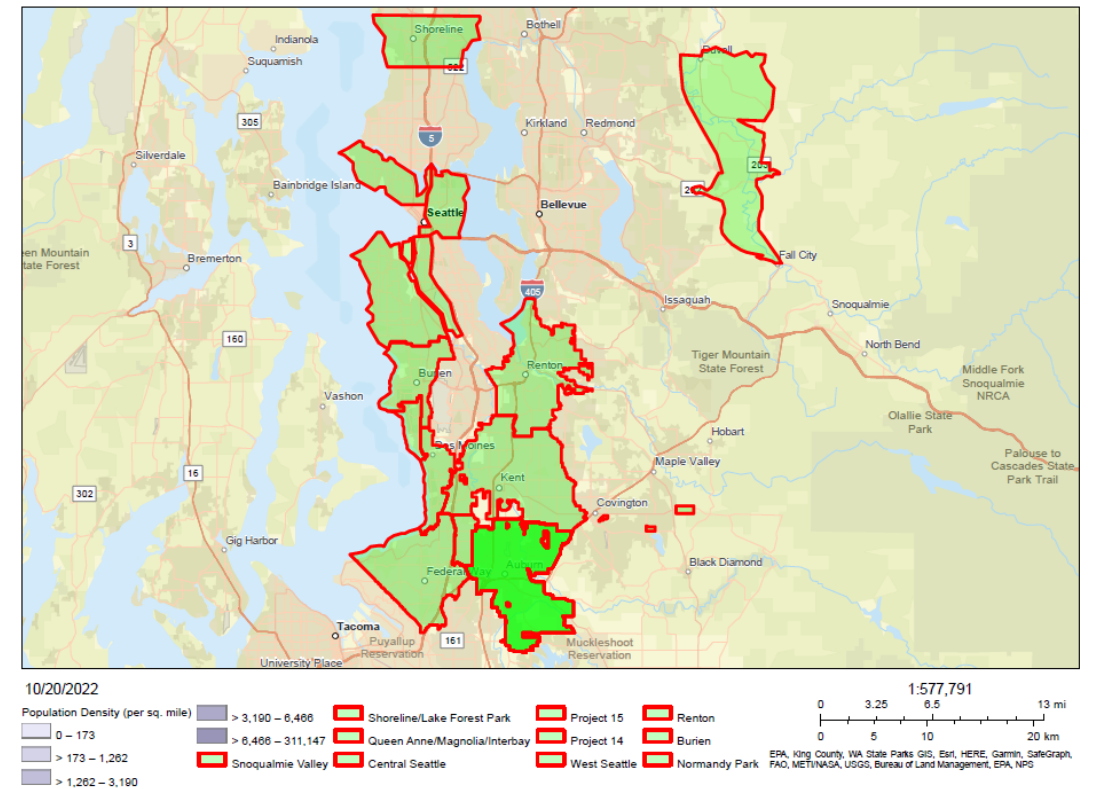 Shoreline
Bothell
Indianola
Suquamish
522
Duvall
305
5
Kirkland
Redmond
Silverdale
203
Bainbridge Island
Seattle
Bellevue
3
een Mountain
tate Forest
Bremerton
Fall City
405
Issaquah
Snoqualmie
160
North Bend
Tiger Mountain
State Forest
Renton
Burien
Middle Fork
Snoqualmie
NRCA
Vashon
Olallie State
Park
Hobart
Des Moines
Palouse to
Cascades State
Park Trail
Maple Valley
16
Kent
302
Covington
Gig Harbor
Black Diamond
Auburn
Federal Way
Tacoma
Puyallup
Reservation
161
Muckleshoot
Reservation
University Place
10/20/2022
1:577,791
Population Density (per sq. mile)
0 – 173
> 173 – 1,262
> 1,262 – 3,190
> 3,190 – 6,466
> 6,466 – 311,147
Snoqualmie Valley
Shoreline/Lake Forest Park
Queen Anne/Magnolia/Interbay
Central Seattle
Project 15
Project 14
West Seattle
Renton
Burien
Normandy Park
0 3.25 6.5 13 mi
0 5 10 20 km
EPA, King County, WA State Parks GIS, Esri, HERE, Garmin, SafeGraph,
FAO, METI/NASA, USGS, Bureau of Land Management, EPA, NPS